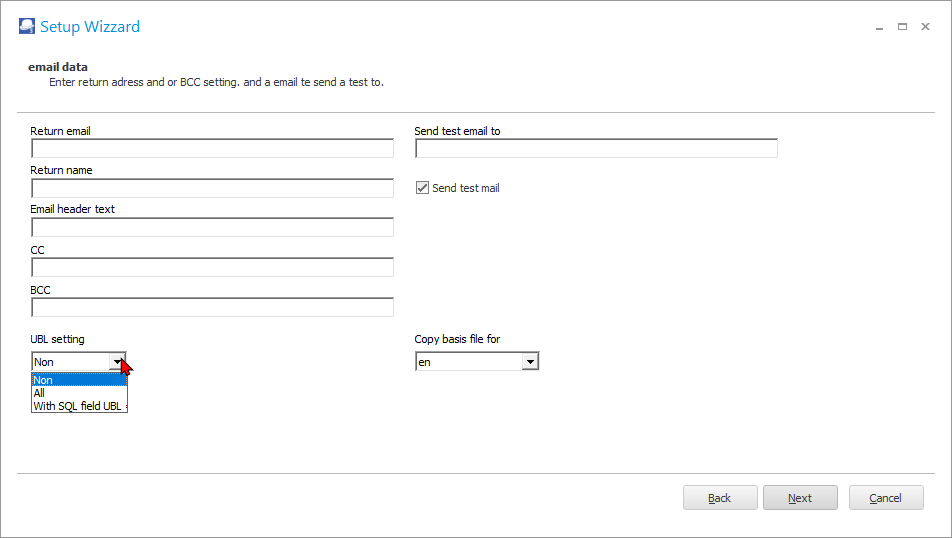 Setup Wizzard
email data
Enter return adress and or BCC setting. and a email te send a test to.
Return email
Send test email to
Return name
Send test mail
Email header text
CC
BCC
UBL setting
Copy basis file for
Non
en
Non
All
With SQL field UBL
Back
Next
Cancel